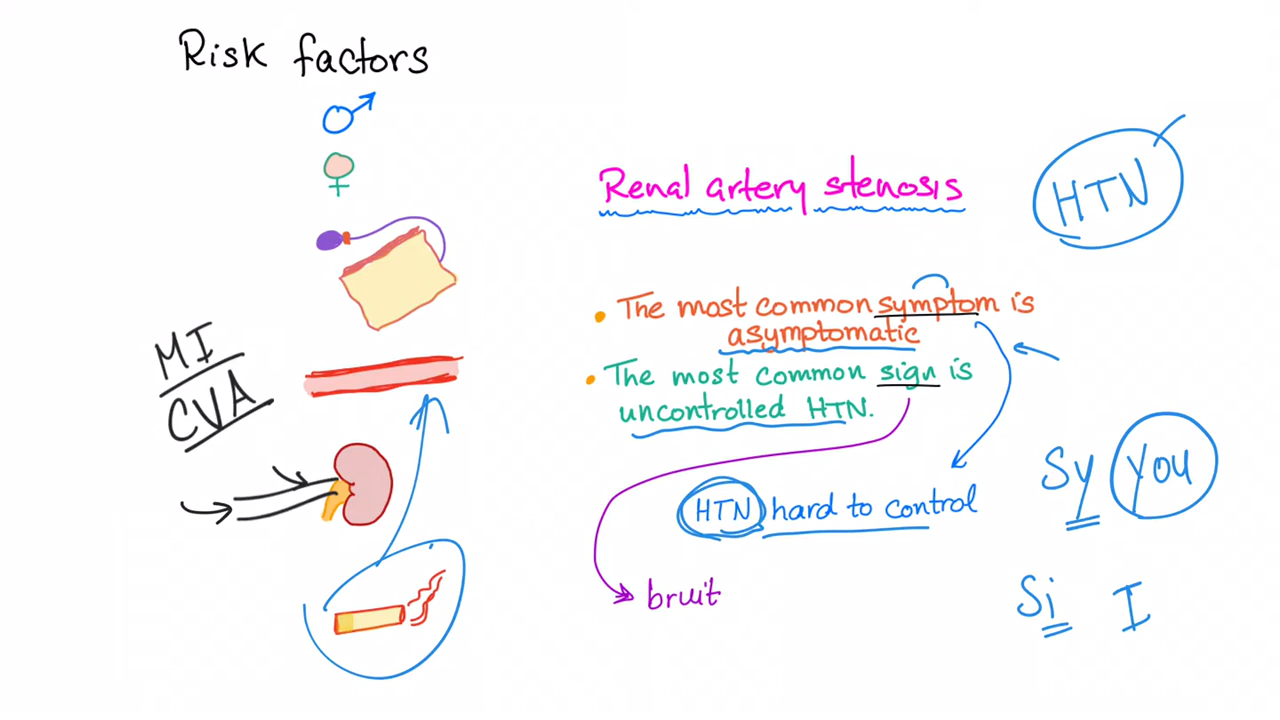 Risk factors
Renal artery stenosis
HTN
• The most common symptom is
asymptomatic
• The most common sign is
uncontrolled HTN.
MI
CVA
HTN hard to control
bruit
Sy you
Si I